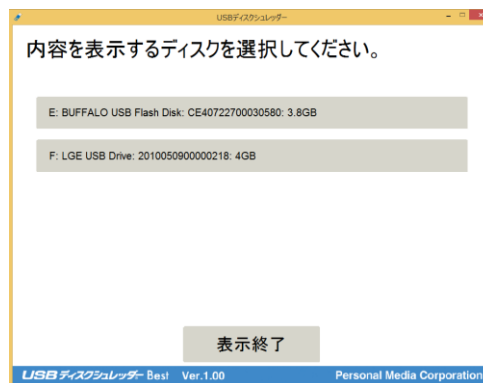 USBディスクシュレッダー
内容を表示するディスクを選択してください。
E: BUFFALO USB Flash Disk: CE40722700030580: 3.8GB
F: LGE USB Drive: 2010050900000218: 4GB
表示終了
USBディスクシュレッダー Best Ver.1.00 Personal Media Corporation